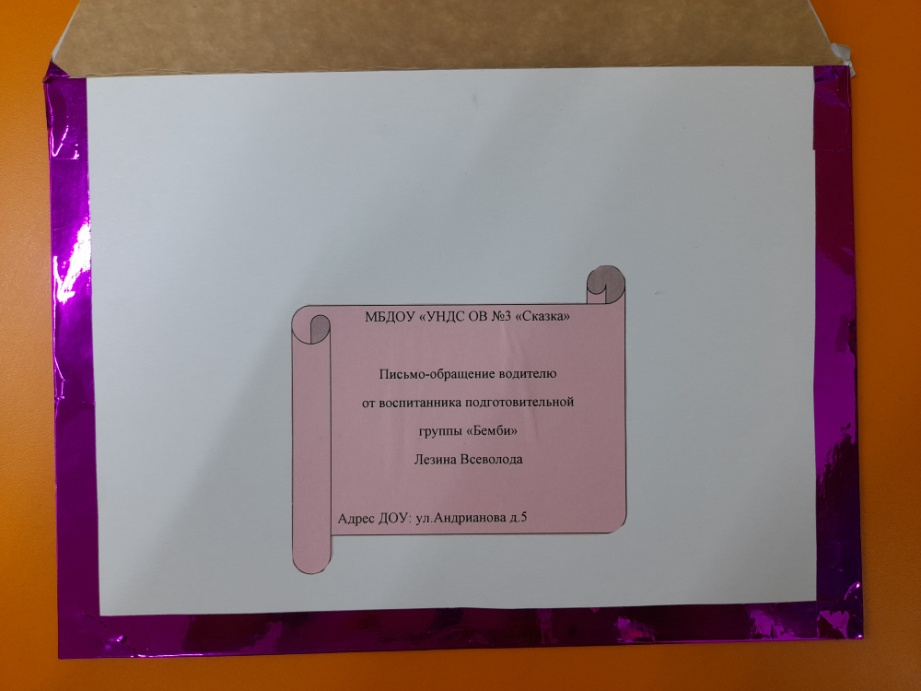 МБДОУ «УНДС ОВ №3 «Сказка»
Письмо-обращение водителю
от воспитанника подготовительной
группы «Бемби»
Лезина Всеволода
Адрес ДОУ: ул.Андрианова д.5